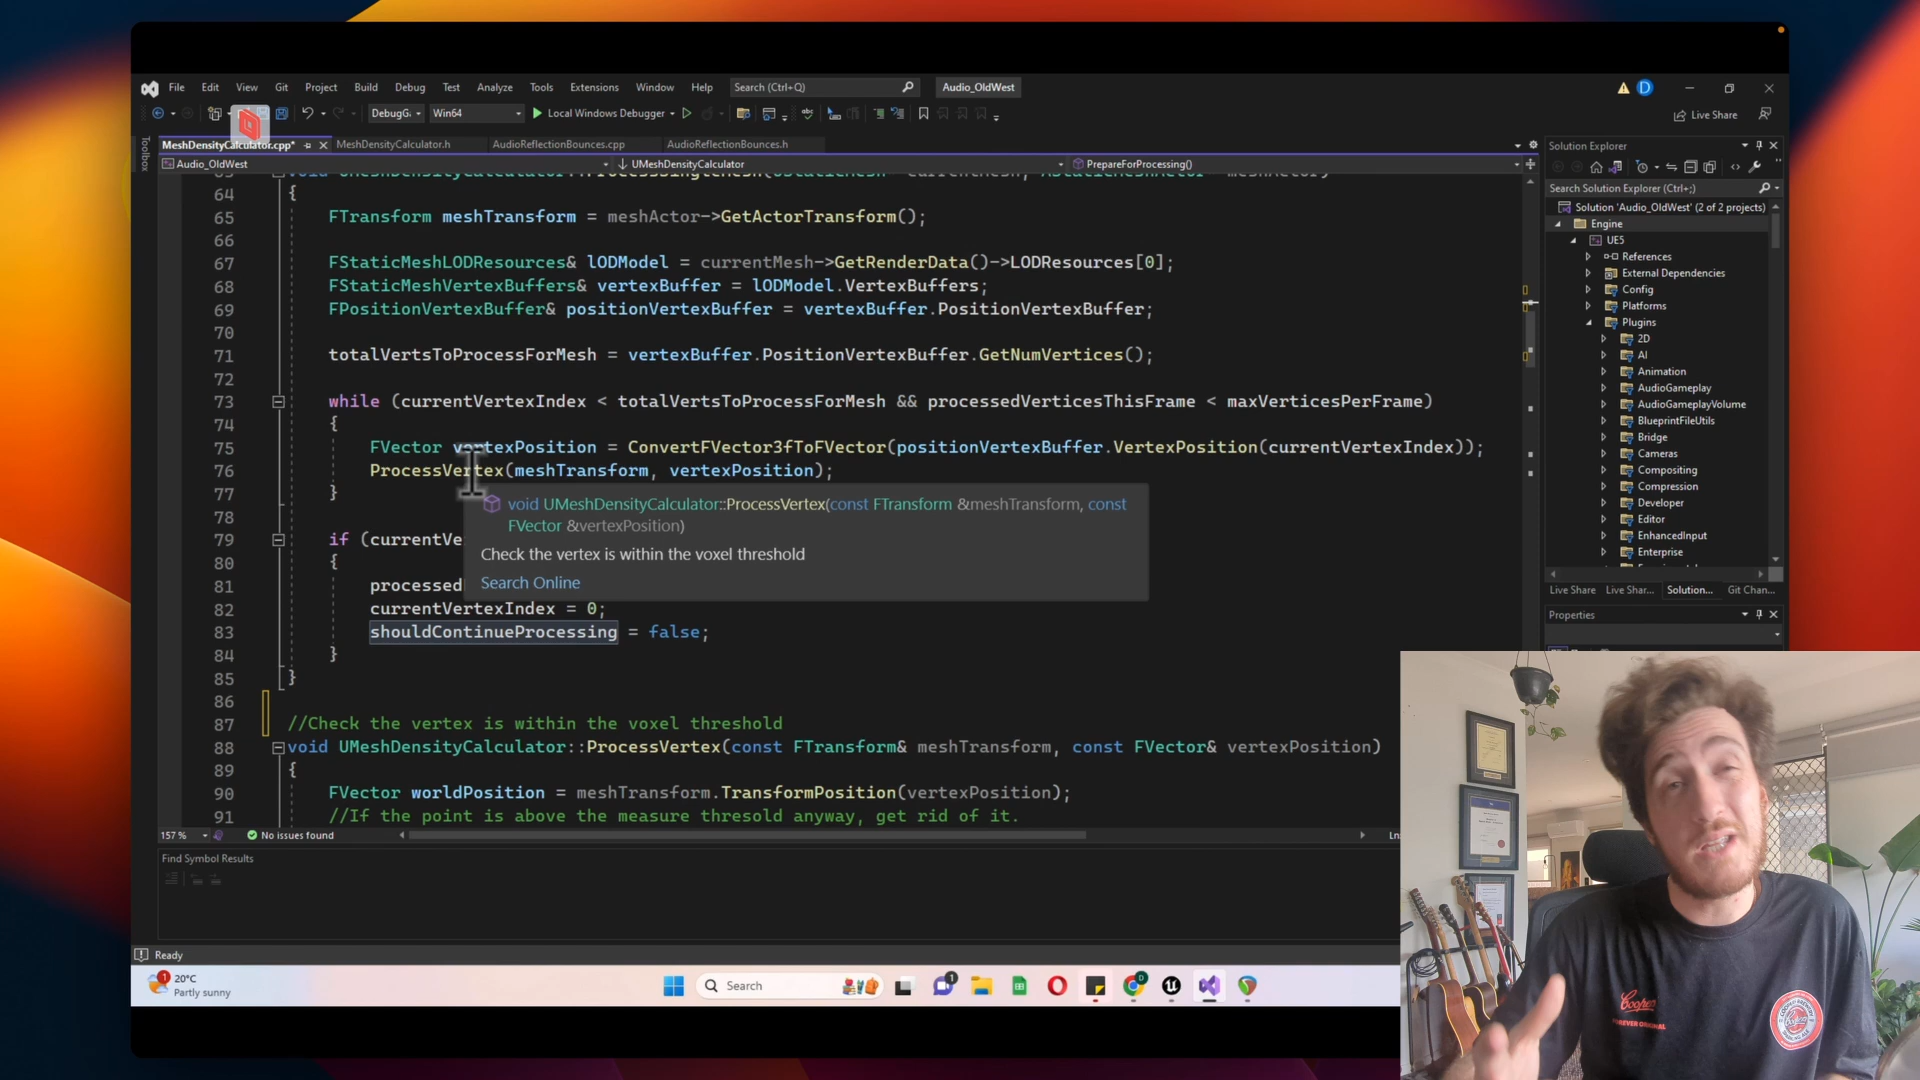 File Edit View Git Project Build Debug Test Analyze Tools Extensions Window Help Search (Ctrl+Q) Audio_OldWest
DebugG Win64 Local Windows Debugger Live Share
MeshDensityCalculator.cpp* MeshDensityCalculator.h AudioReflectionBounces.cpp AudioReflectionBounces.h
Audio_OldWest UMeshDensityCalculator PrepareForProcessing()
Toolbox
64 {
65 FTransform meshTransform = meshActor->GetActorTransform();
66
67 FStaticMeshLODResources& lODModel = currentMesh->GetRenderData()->LODResources[0];
68 FStaticMeshVertexBuffers& vertexBuffer = lODModel.VertexBuffers;
69 FPositionVertexBuffer& positionVertexBuffer = vertexBuffer.PositionVertexBuffer;
70
71 totalVertsToProcessForMesh = vertexBuffer.PositionVertexBuffer.GetNumVertices();
72
73 while (currentVertexIndex < totalVertsToProcessForMesh && processedVerticesThisFrame < maxVerticesPerFrame)
74 {
75 FVector vertexPosition = ConvertFVector3fToFVector(positionVertexBuffer.VertexPosition(currentVertexIndex));
76 ProcessVertex(meshTransform, vertexPosition);
77 }
void UMeshDensityCalculator::ProcessVertex(const FTransform &meshTransform, const
FVector &vertexPosition)
Check the vertex is within the voxel threshold
Search Online
78
79 if (currentVe
80 {
81 processed
82 currentVertexIndex = 0;
83 shouldContinueProcessing = false;
84 }
85 }
86
87 //Check the vertex is within the voxel threshold
88 void UMeshDensityCalculator::ProcessVertex(const FTransform& meshTransform, const FVector& vertexPosition)
89 {
90 FVector worldPosition = meshTransform.TransformPosition(vertexPosition);
91 //If the point is above the measure thresold anyway, get rid of it.
157 % No issues found Ln
Find Symbol Results
Ready
Solution Explorer
Search Solution Explorer (Ctrl+;)
Solution 'Audio_OldWest' (2 of 2 projects)
Engine
UE5
References
External Dependencies
Config
Platforms
Plugins
2D
AI
Animation
AudioGameplay
AudioGameplayVolume
BlueprintFileUtils
Bridge
Cameras
Compositing
Compression
Developer
Editor
EnhancedInput
Enterprise
Live Share Live Shar... Solution... Git Chan...
Properties
1
20°C
Partly sunny
Search
1
D
Coopers
FOREVER ORIGINAL